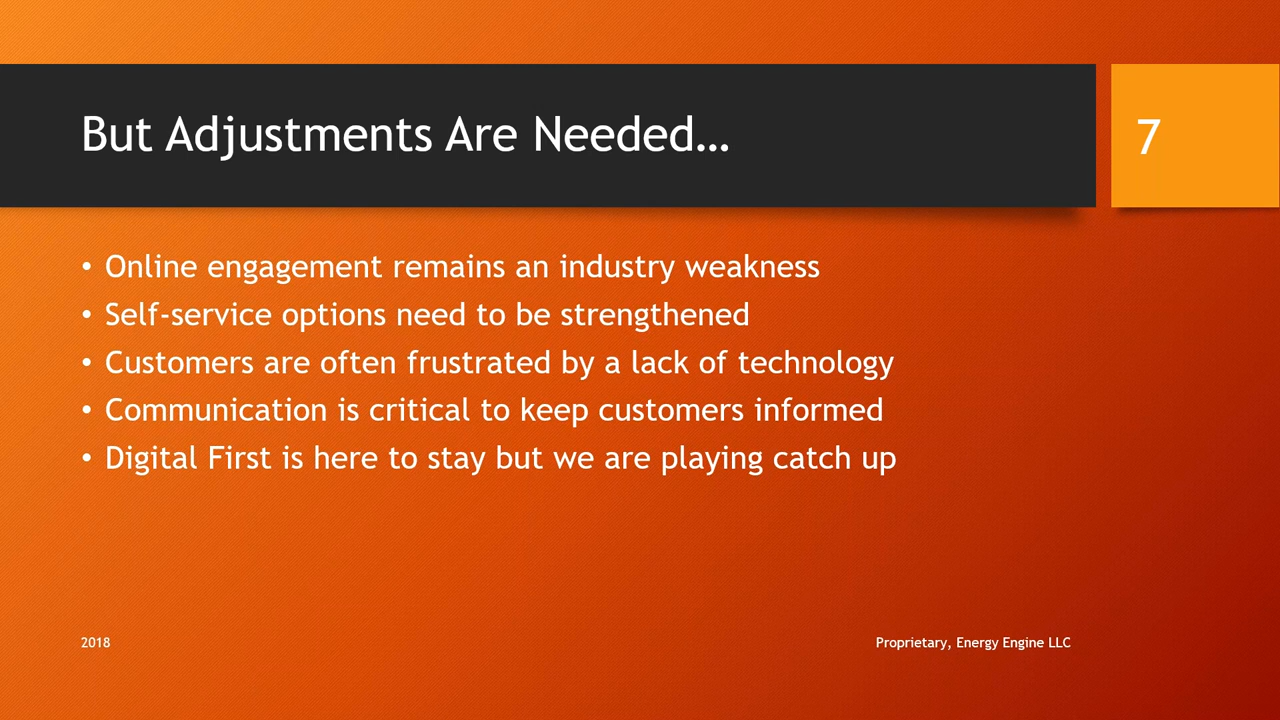 But Adjustments Are Needed…
7
• Online engagement remains an industry weakness
• Self-service options need to be strengthened
• Customers are often frustrated by a lack of technology
• Communication is critical to keep customers informed
• Digital First is here to stay but we are playing catch up
2018
Proprietary, Energy Engine LLC